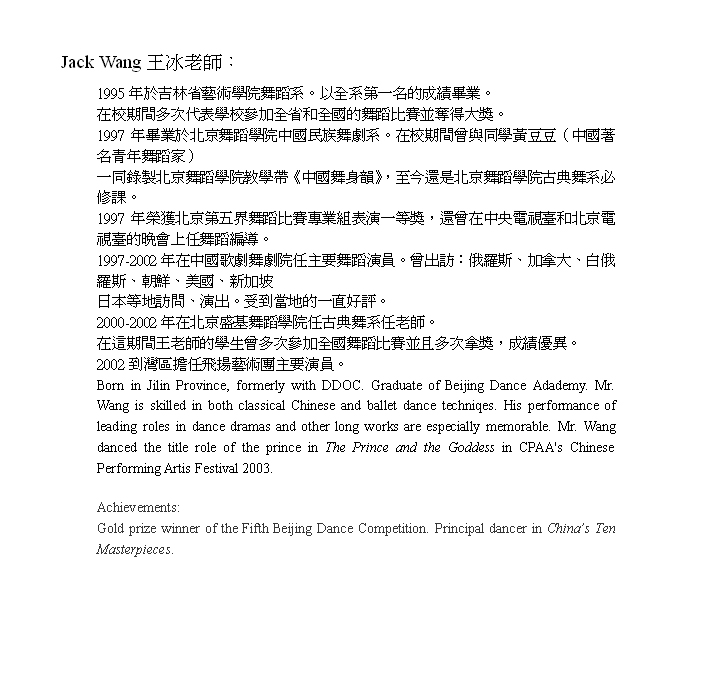 Jack Wang 王冰老師：
1995 年於吉林省藝術學院舞蹈系。以全系第一名的成績畢業。
在校期間多次代表學校參加全省和全國的舞蹈比賽並奪得大獎。
1997 年畢業於北京舞蹈學院中國民族舞劇系。在校期間曾與同學黃豆豆（中國著
名青年舞蹈家）
一同錄製北京舞蹈學院教學帶《中國舞身韻》，至今還是北京舞蹈學院古典舞系必
修課。
1997 年榮獲北京第五界舞蹈比賽專業組表演一等獎，還曾在中央電視臺和北京電
視臺的晚會上任舞蹈編導。
1997-2002 年在中國歌劇舞劇院任主要舞蹈演員。曾出訪：俄羅斯、加拿大、白俄
羅斯、朝鮮、美國、新加坡
日本等地訪問、演出。受到當地的一直好評。
2000-2002 年在北京盛基舞蹈學院任古典舞系任老師。
在這期間王老師的學生曾多次參加全國舞蹈比賽並且多次拿獎，成績優異。
2002 到灣區擔任飛揚藝術團主要演員。
Born in Jilin Province, formerly with DDOC. Graduate of Beijing Dance Adademy. Mr.
Wang is skilled in both classical Chinese and ballet dance techniqes. His performance of
leading roles in dance dramas and other long works are especially memorable. Mr. Wang
danced the title role of the prince in The Prince and the Goddess in CPAA's Chinese
Performing Artis Festival 2003.
Achievements:
Gold prize winner of the Fifth Beijing Dance Competition. Principal dancer in China's Ten
Masterpieces.